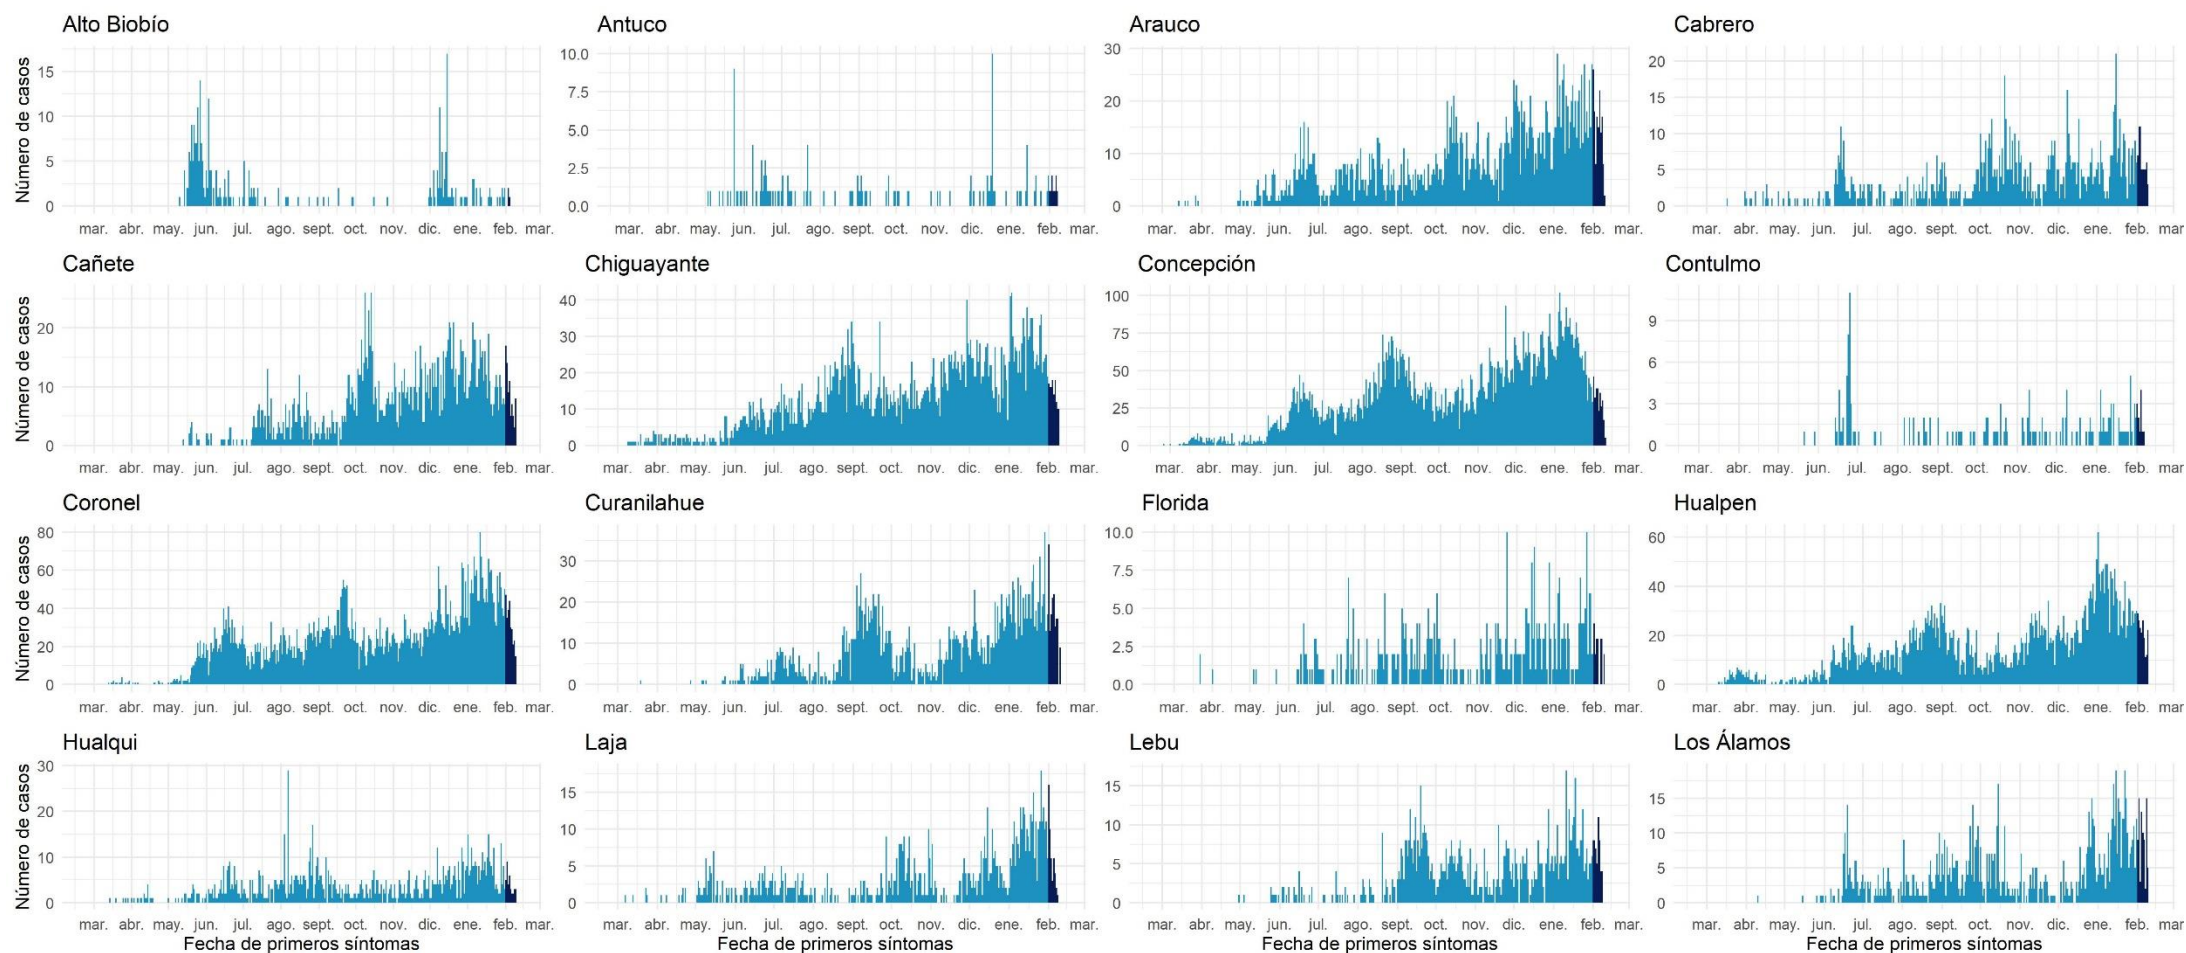 Alto Biobío
Antuco
Arauco
Cabrero
Número de casos
15
10
5
0
10.0
7.5
5.0
2.5
0.0
30
20
10
0
20
15
10
5
0
mar. abr. may. jun. jul. ago. sept. oct. nov. dic. ene. feb. mar.
mar. abr. may. jun. jul. ago. sept. oct. nov. dic. ene. feb. mar.
mar. abr. may. jun. jul. ago. sept. oct. nov. dic. ene. feb. mar.
mar. abr. may. jun. jul. ago. sept. oct. nov. dic. ene. feb. mar
Cañete
Chiguayante
Concepción
Contulmo
Número de casos
20
10
0
40
30
20
10
0
100
75
50
25
0
9
6
3
0
mar. abr. may. jun. jul. ago. sept. oct. nov. dic. ene. feb. mar.
mar. abr. may. jun. jul. ago. sept. oct. nov. dic. ene. feb. mar.
mar. abr. may. jun. jul. ago. sept. oct. nov. dic. ene. feb. mar.
mar. abr. may. jun. jul. ago. sept. oct. nov. dic. ene. feb. mar
Coronel
Curanilahue
Florida
Hualpen
Número de casos
80
60
40
20
0
30
20
10
0
10.0
7.5
5.0
2.5
0.0
60
40
20
0
mar. abr. may. jun. jul. ago. sept. oct. nov. dic. ene. feb. mar.
mar. abr. may. jun. jul. ago. sept. oct. nov. dic. ene. feb. mar.
mar. abr. may. jun. jul. ago. sept. oct. nov. dic. ene. feb. mar.
mar. abr. may. jun. jul. ago. sept. oct. nov. dic. ene. feb. mar
Hualqui
Laja
Lebu
Los Álamos
Número de casos
30
20
10
0
15
10
5
0
15
10
5
0
15
10
5
0
mar. abr. may. jun. jul. ago. sept. oct. nov. dic. ene. feb. mar.
mar. abr. may. jun. jul. ago. sept. oct. nov. dic. ene. feb. mar.
mar. abr. may. jun. jul. ago. sept. oct. nov. dic. ene. feb. mar.
mar. abr. may. jun. jul. ago. sept. oct. nov. dic. ene. feb. mar
Fecha de primeros síntomas
Fecha de primeros síntomas
Fecha de primeros síntomas
Fecha de primeros síntomas